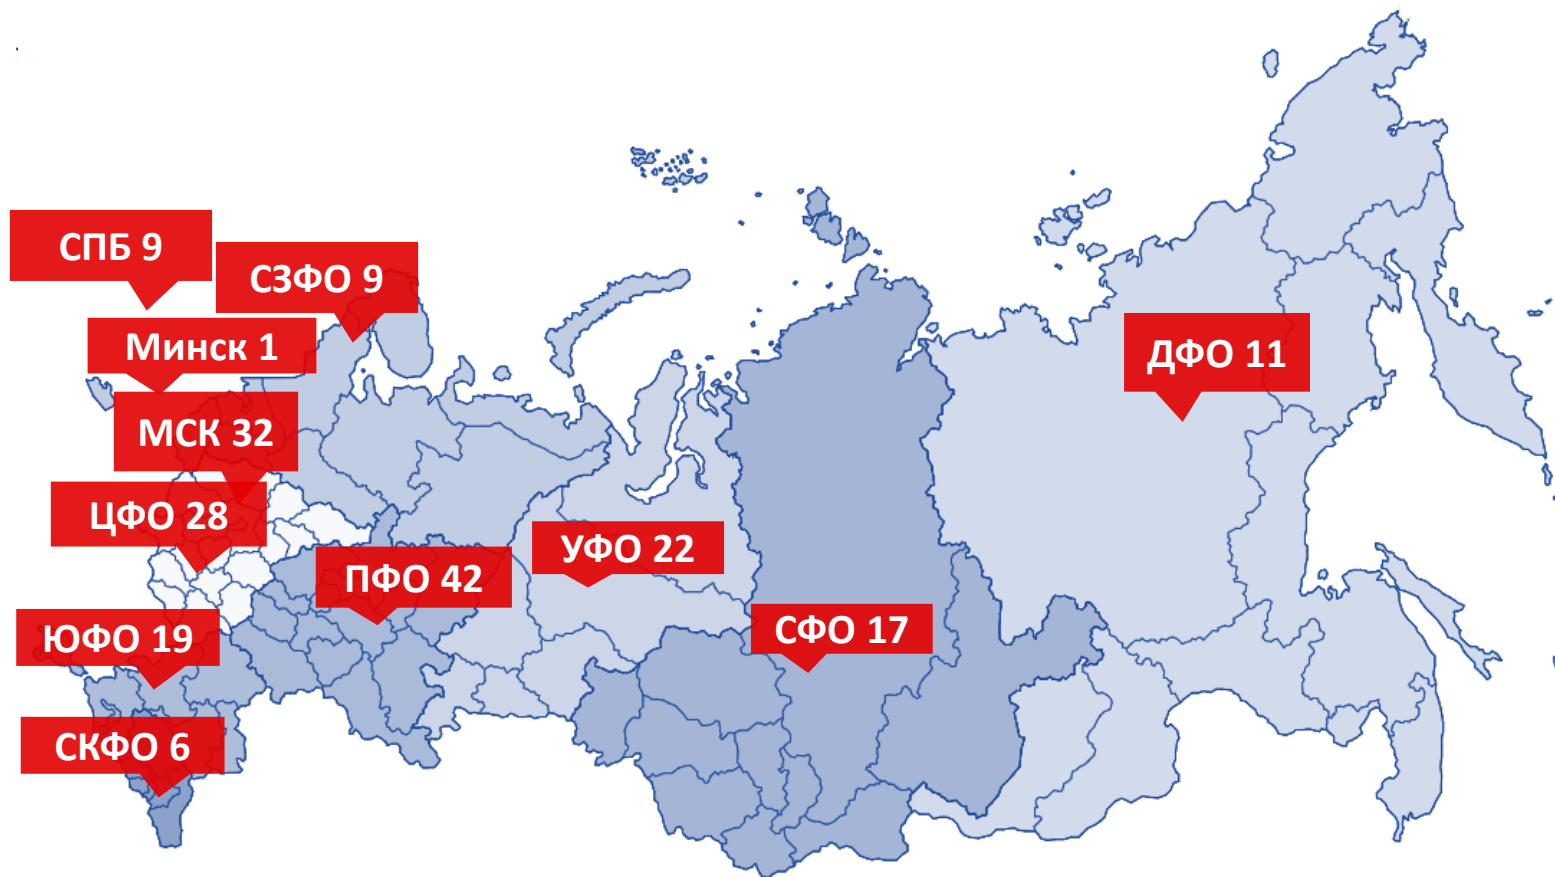 СПБ 9
СЗФО 9
Минск 1
ДФО 11
МСК 32
ЦФО 28
УФО 22
ПФО 42
СФО 17
ЮФО 19
СКФО 6